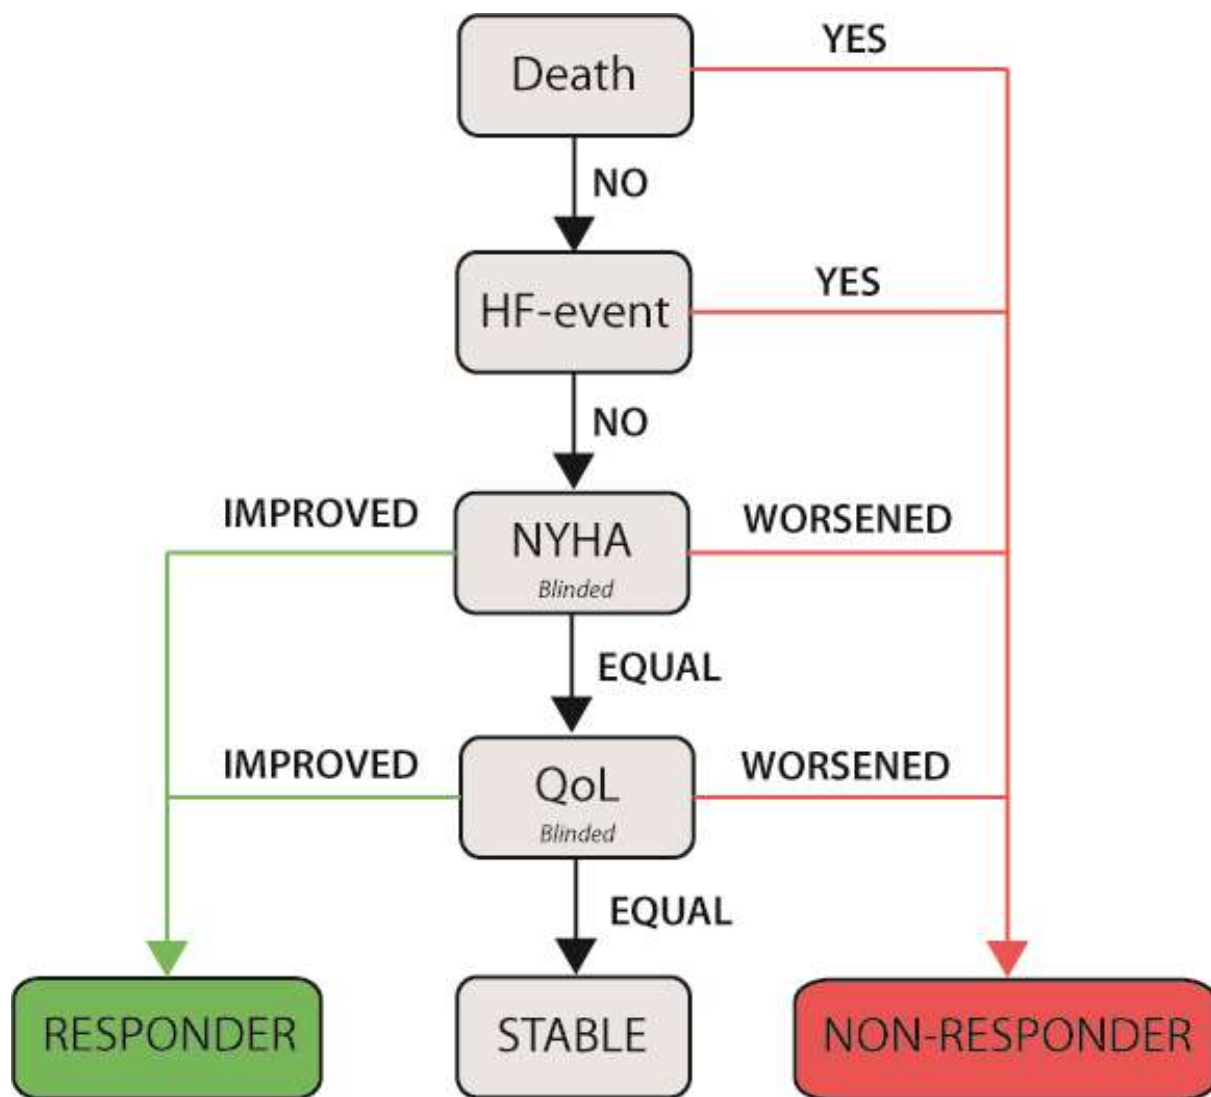 Death
YES
NO
HF-event
YES
NO
IMPROVED
NYHA
Blinded
WORSENED
EQUAL
IMPROVED
QoL
Blinded
WORSENED
EQUAL
RESPONDER
STABLE
NON-RESPONDER